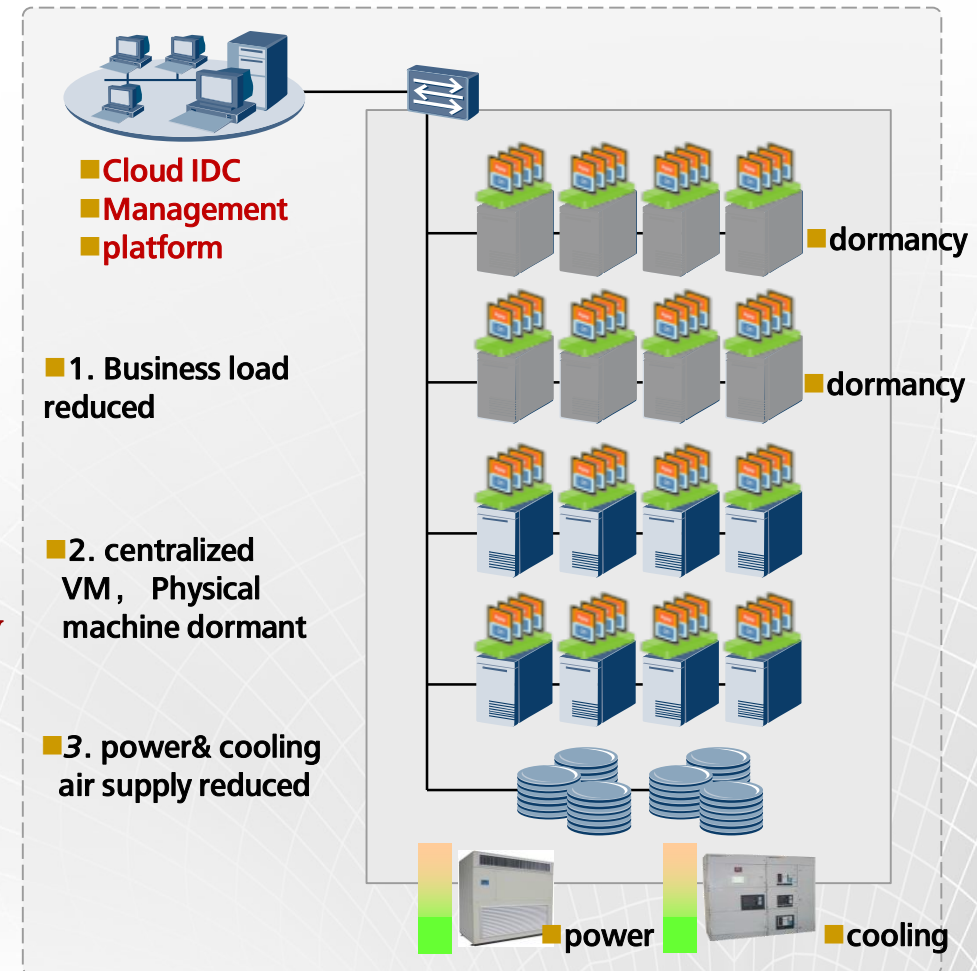 Cloud IDC
Management
platform
dormancy
1. Business load
reduced
dormancy
2. centralized
VM， Physical
machine dormant
3. power& cooling
air supply reduced
power
cooling